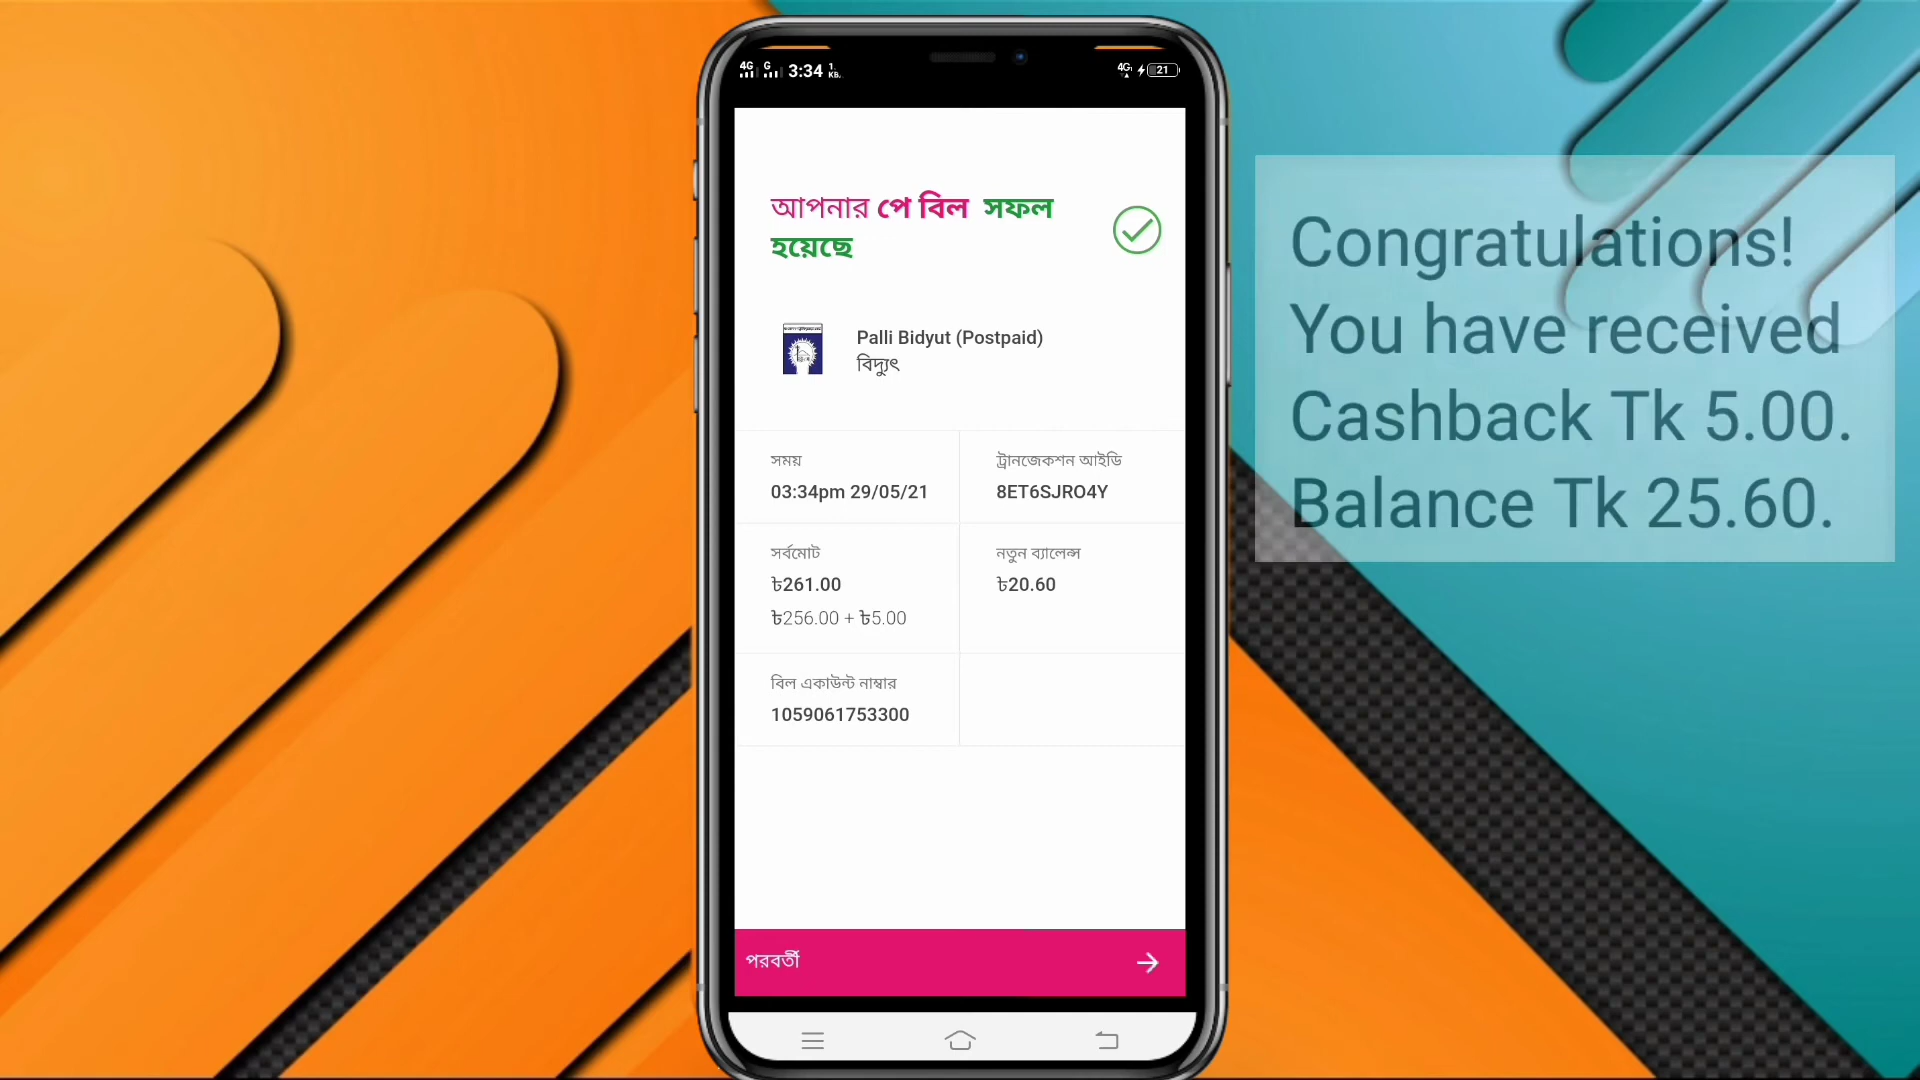 3:34
21
আপনার পে বিল সফল
হয়েছে
Palli Bidyut (Postpaid)
বিদ্যুৎ
সময়
03:34pm 29/05/21
ট্রানজেকশন আইডি
8ET6SJRO4Y
সর্বমোট
৳261.00
৳256.00 + ৳5.00
নতুন ব্যালেন্স
৳20.60
বিল একাউন্ট নাম্বার
1059061753300
পরবর্তী
Congratulations!
You have received
Cashback Tk 5.00.
Balance Tk 25.60.